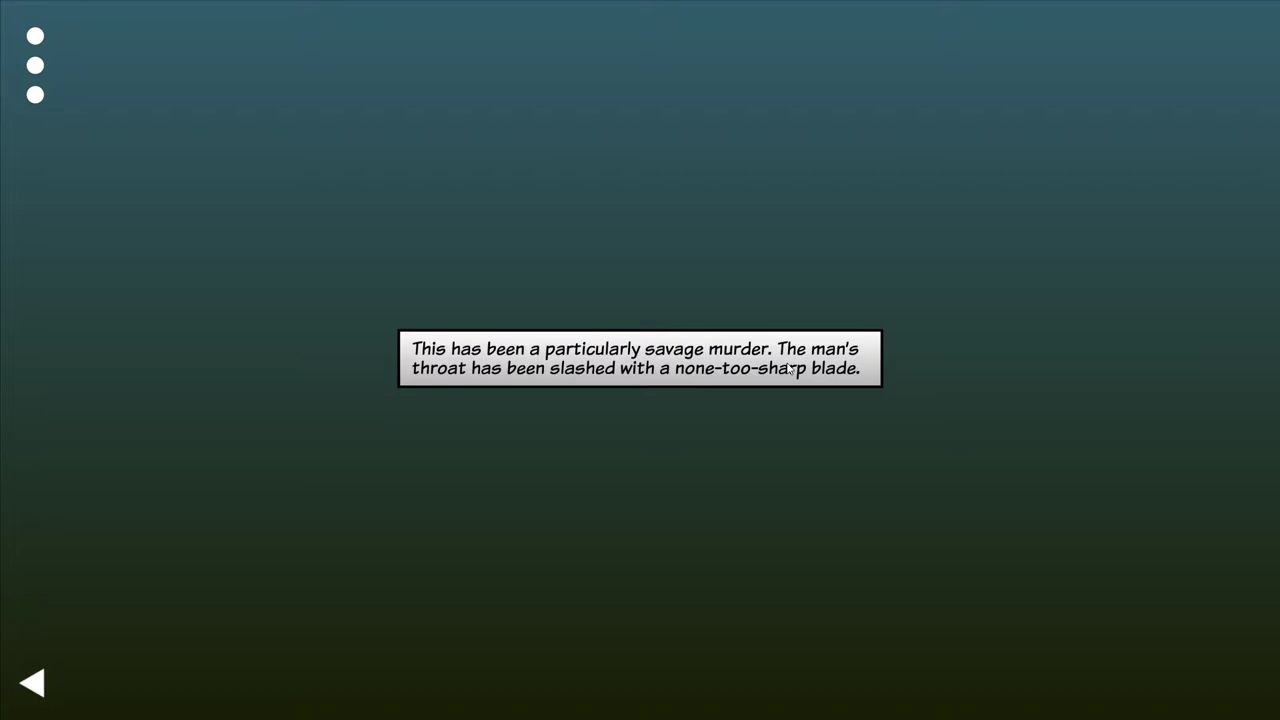 This has been a particularly savage murder. The man's
throat has been slashed with a none-too-sharp blade.